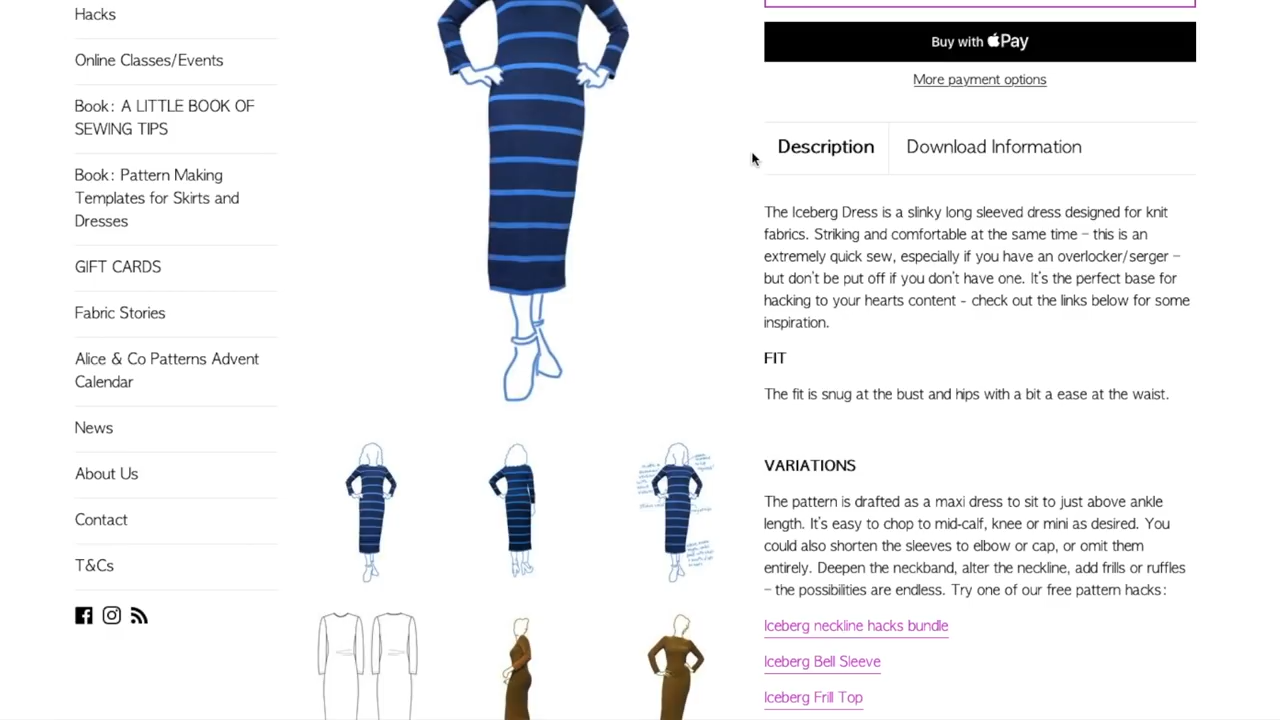 Hacks
Online Classes/Events
Book: A LITTLE BOOK OF
SEWING TIPS
Book: Pattern Making
Templates for Skirts and
Dresses
GIFT CARDS
Fabric Stories
Alice & Co Patterns Advent
Calendar
News
About Us
Contact
T&Cs
Buy with Pay
More payment options
Description
Download Information
The Iceberg Dress is a slinky long sleeved dress designed for knit
fabrics. Striking and comfortable at the same time – this is an
extremely quick sew, especially if you have an overlocker/serger –
but don't be put off if you don't have one. It's the perfect base for
hacking to your hearts content - check out the links below for some
inspiration.
FIT
The fit is snug at the bust and hips with a bit a ease at the waist.
VARIATIONS
The pattern is drafted as a maxi dress to sit to just above ankle
length. It's easy to chop to mid-calf, knee or mini as desired. You
could also shorten the sleeves to elbow or cap, or omit them
entirely. Deepen the neckband, alter the neckline, add frills or ruffles
– the possibilities are endless. Try one of our free pattern hacks:
Iceberg neckline hacks bundle
Iceberg Bell Sleeve
Iceberg Frill Top